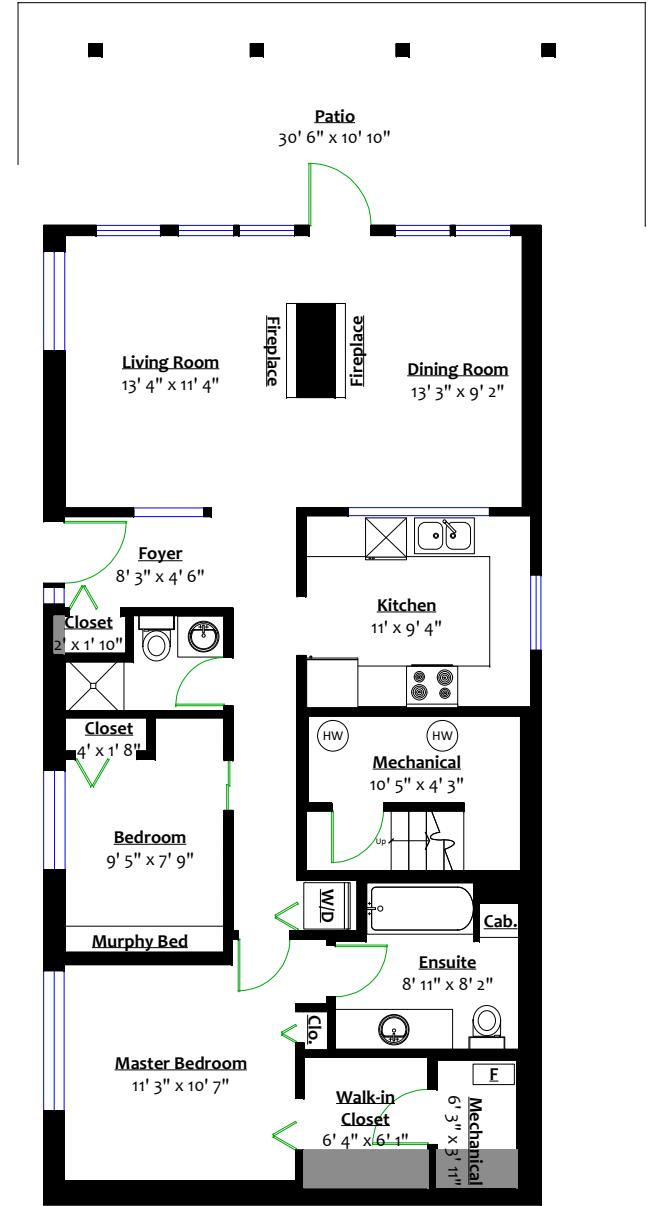 Patio
30' 6" x 10' 10"
Fireplace
Fireplace
Living Room
13' 4" x 11' 4"
Dining Room
13' 3" x 9' 2"
Foyer
8' 3" x 4' 6"
Closet
2' x 1' 10"
Kitchen
11' x 9' 4"
Closet
4' x 1' 8"
HW
HW
Mechanical
10' 5" x 4' 3"
Bedroom
9' 5" x 7' 9"
Up
Murphy Bed
W/D
Cab.
Ensuite
8' 11" x 8' 2"
Clo.
Master Bedroom
11' 3" x 10' 7"
Walk-in
Closet
6' 4" x 6' 1"
F
Mechanical
6' 3" x 3' 11"